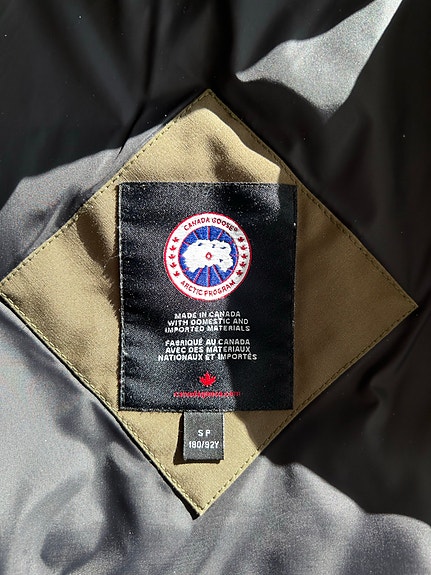 CANADA GOOSE®
ARCTIC PROGRAM
MADE IN CANADA
WITH DOMESTIC AND
IMPORTED MATERIALS
FABRIQUÉ AU CANADA
AVEC DES MATERIAUX
NATIONAUX ET IMPORTÉS
S P
180/92Y